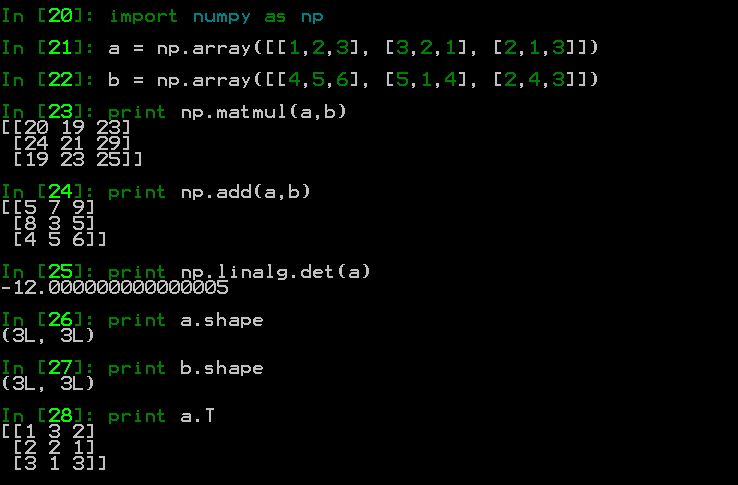 In [20]: import numpy as np
In [21]: a = np.array([[1,2,3], [3,2,1], [2,1,3]])
In [22]: b = np.array([[4,5,6], [5,1,4], [2,4,3]])
In [23]: print np.matmul(a,b)
[[20 19 23]
 [24 21 29]
 [19 23 25]]
In [24]: print np.add(a,b)
[[5 7 9]
 [8 3 5]
 [4 5 6]]
In [25]: print np.linalg.det(a)
-12.000000000000005
In [26]: print a.shape
(3L, 3L)
In [27]: print b.shape
(3L, 3L)
In [28]: print a.T
[[1 3 2]
 [2 2 1]
 [3 1 3]]